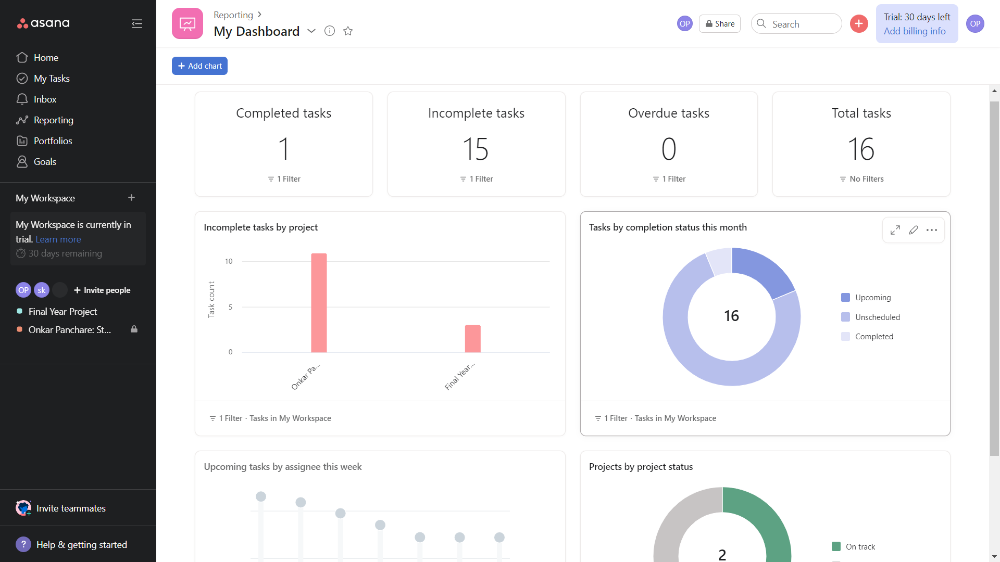 asana
Home
My Tasks
Inbox
Reporting
Portfolios
Goals
My Workspace
My Workspace is currently in
trial. Learn more
30 days remaining
OP sk Invite people
Final Year Project
Onkar Panchare: St...
Invite teammates
? Help & getting started
Reporting
My Dashboard
OP
Share
Search
Trial: 30 days left
Add billing info
OP
Add chart
Completed tasks
1
1 Filter
Incomplete tasks
15
1 Filter
Overdue tasks
0
1 Filter
Total tasks
16
No Filters
Incomplete tasks by project
Task count
10
5
0
Onkar Pa...
Final Year...
1 Filter · Tasks in My Workspace
Tasks by completion status this month
16
Upcoming
Unscheduled
Completed
1 Filter · Tasks in My Workspace
Upcoming tasks by assignee this week
Projects by project status
2
On track